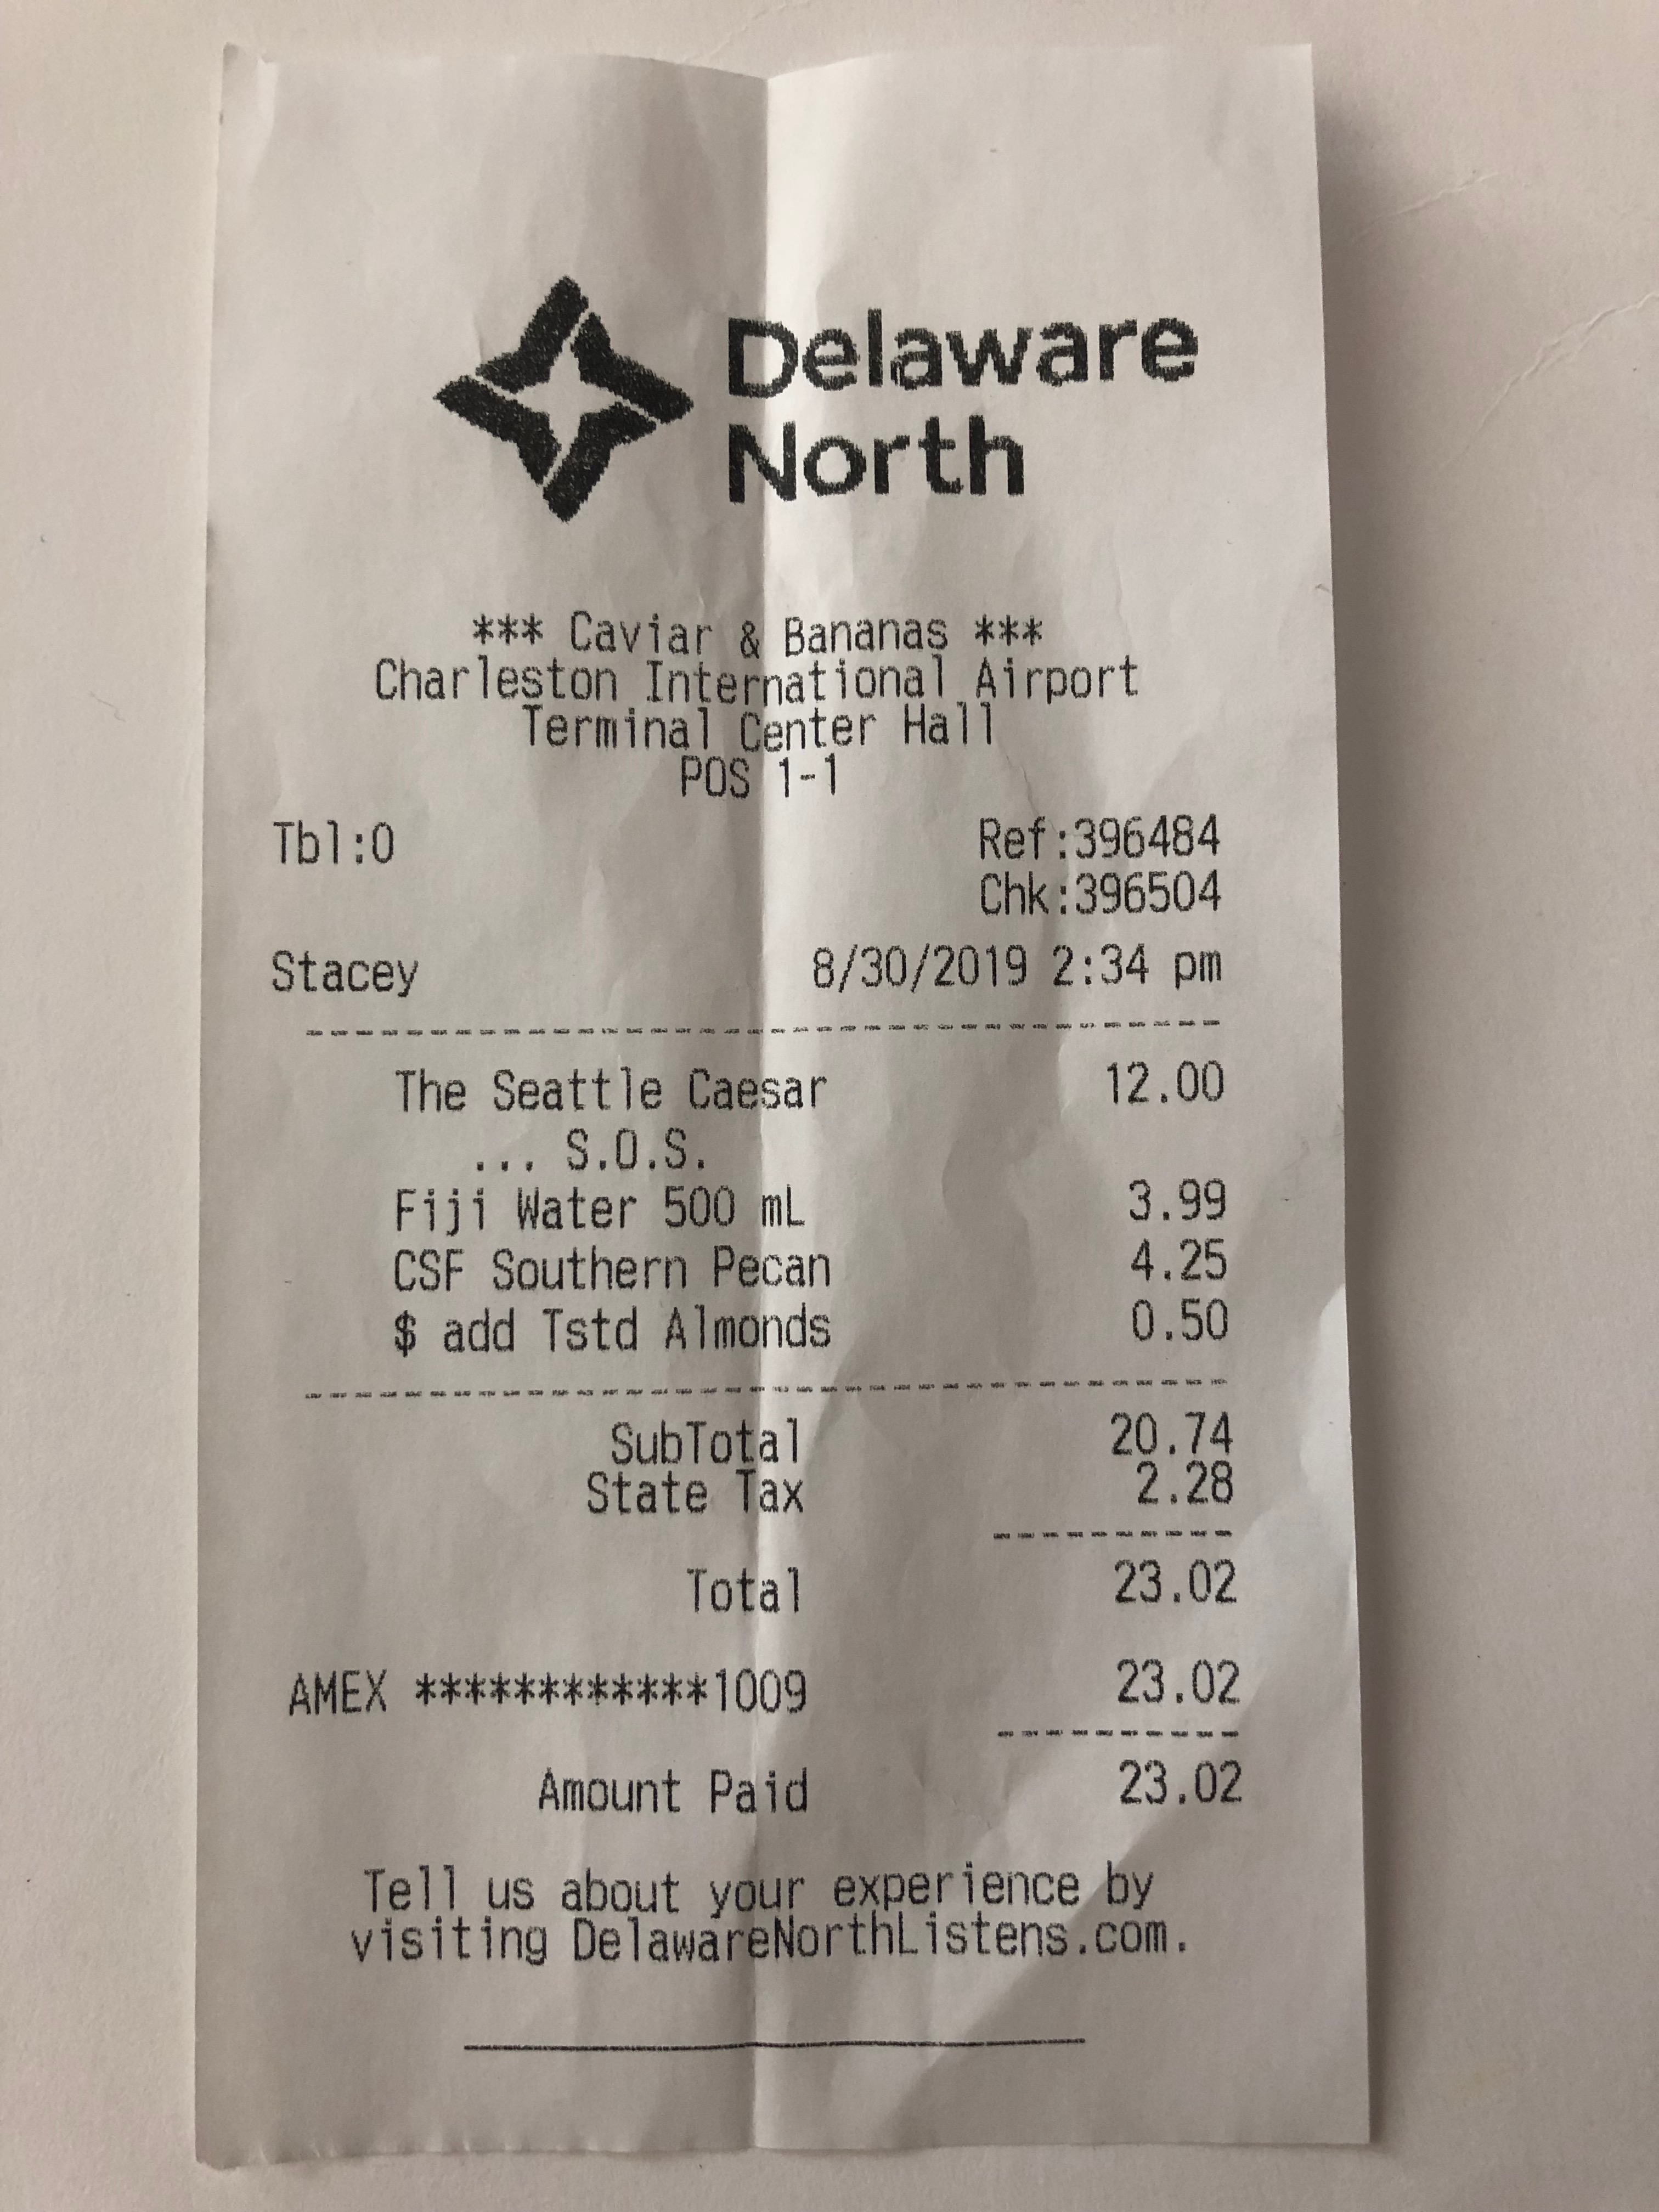 Delaware
North
*** Caviar & Bananas ***
Charleston International Airport
Terminal Center Hall
POS 1-1
Tbl:0 Ref:396484
Chk:396504
Stacey 8/30/2019 2:34 pm
The Seattle Caesar 12.00
... S.O.S.
Fiji Water 500 mL 3.99
CSF Southern Pecan 4.25
$ add Tstd Almonds 0.50
SubTotal 20.74
State Tax 2.28
Total 23.02
AMEX ************1009 23.02
Amount Paid 23.02
Tell us about your experience by
visiting DelawareNorthListens.com.